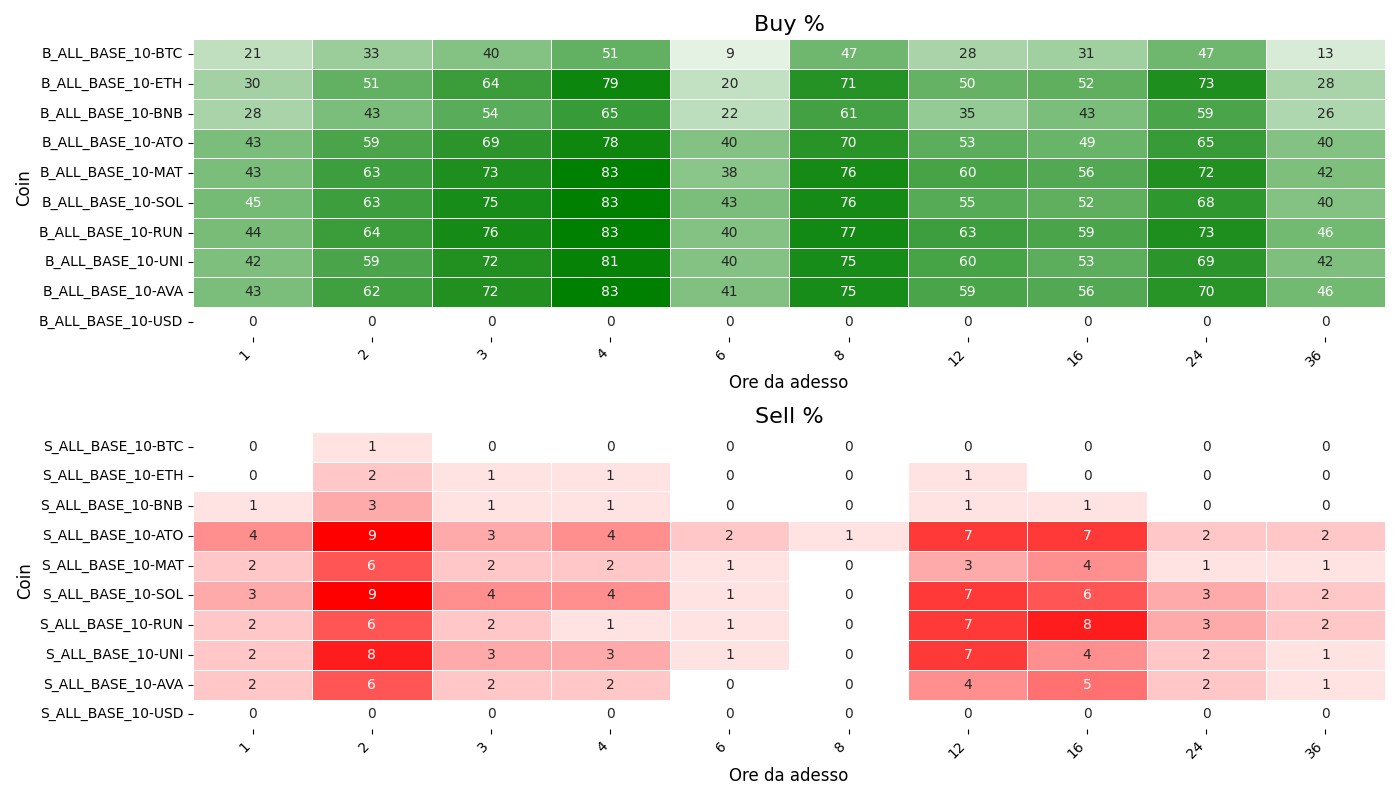 Buy %
Coin
B_ALL_BASE_10-BTC 21 33 40 51 9 47 28 31 47 13
B_ALL_BASE_10-ETH 30 51 64 79 20 71 50 52 73 28
B_ALL_BASE_10-BNB 28 43 54 65 22 61 35 43 59 26
B_ALL_BASE_10-ATO 43 59 69 78 40 70 53 49 65 40
B_ALL_BASE_10-MAT 43 63 73 83 38 76 60 56 72 42
B_ALL_BASE_10-SOL 45 63 75 83 43 76 55 52 68 40
B_ALL_BASE_10-RUN 44 64 76 83 40 77 63 59 73 46
B_ALL_BASE_10-UNI 42 59 72 81 40 75 60 53 69 42
B_ALL_BASE_10-AVA 43 62 72 83 41 75 59 56 70 46
B_ALL_BASE_10-USD 0 0 0 0 0 0 0 0 0 0
1 2 3 4 6 8 12 16 24 36
Ore da adesso
Sell %
Coin
S_ALL_BASE_10-BTC 0 1 0 0 0 0 0 0 0 0
S_ALL_BASE_10-ETH 0 2 1 1 0 0 1 0 0 0
S_ALL_BASE_10-BNB 1 3 1 1 0 0 1 1 0 0
S_ALL_BASE_10-ATO 4 9 3 4 2 1 7 7 2 2
S_ALL_BASE_10-MAT 2 6 2 2 1 0 3 4 1 1
S_ALL_BASE_10-SOL 3 9 4 4 1 0 7 6 3 2
S_ALL_BASE_10-RUN 2 6 2 1 1 0 7 8 3 2
S_ALL_BASE_10-UNI 2 8 3 3 1 0 7 4 2 1
S_ALL_BASE_10-AVA 2 6 2 2 0 0 4 5 2 1
S_ALL_BASE_10-USD 0 0 0 0 0 0 0 0 0 0
1 2 3 4 6 8 12 16 24 36
Ore da adesso